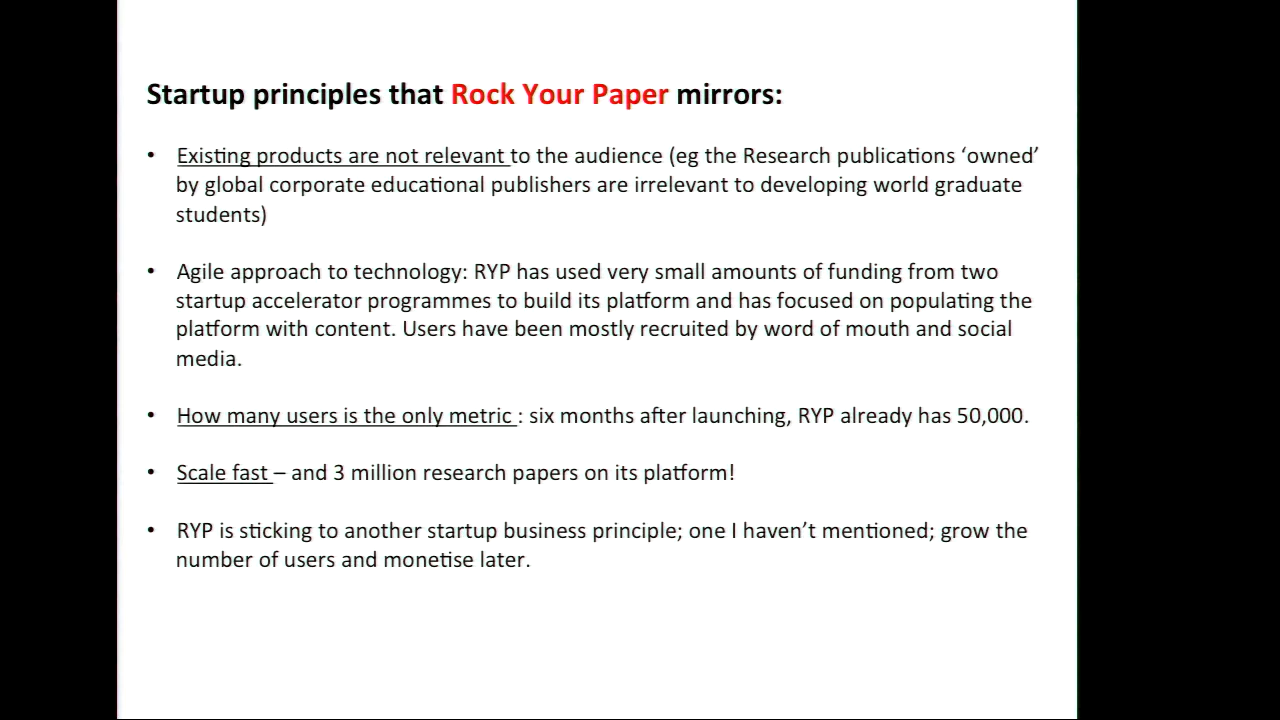 Startup principles that Rock Your Paper mirrors:
• Existing products are not relevant to the audience (eg the Research publications ‘owned’
by global corporate educational publishers are irrelevant to developing world graduate
students)
• Agile approach to technology: RYP has used very small amounts of funding from two
startup accelerator programmes to build its platform and has focused on populating the
platform with content. Users have been mostly recruited by word of mouth and social
media.
• How many users is the only metric : six months after launching, RYP already has 50,000.
• Scale fast – and 3 million research papers on its platform!
• RYP is sticking to another startup business principle; one I haven’t mentioned; grow the
number of users and monetise later.